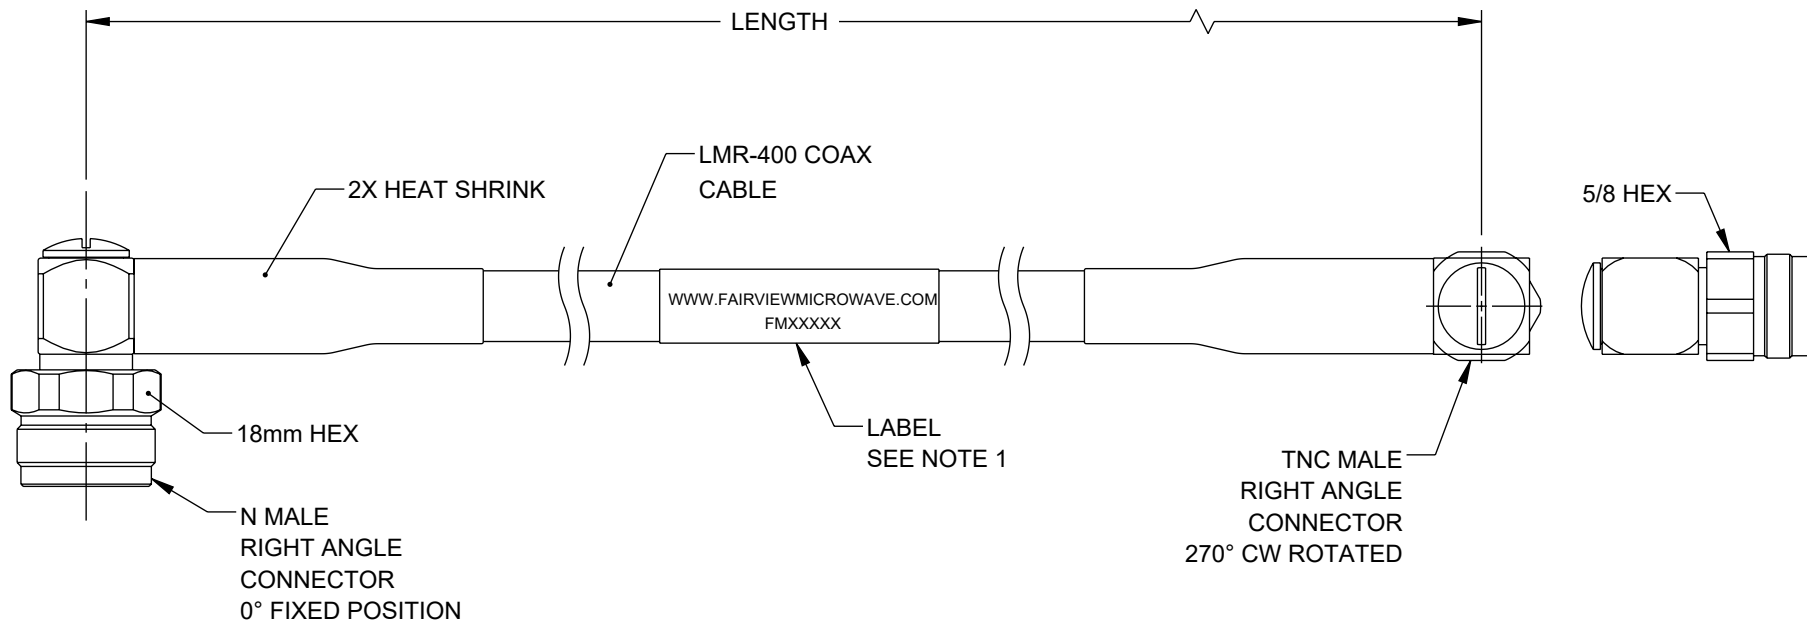 LENGTH
LMR-400 COAX
CABLE
2X HEAT SHRINK
5/8 HEX
WWW.FAIRVIEWMICROWAVE.COM
FMXXXXX
18mm HEX
LABEL
SEE NOTE 1
TNC MALE
RIGHT ANGLE
CONNECTOR
270° CW ROTATED
N MALE
RIGHT ANGLE
CONNECTOR
0° FIXED POSITION